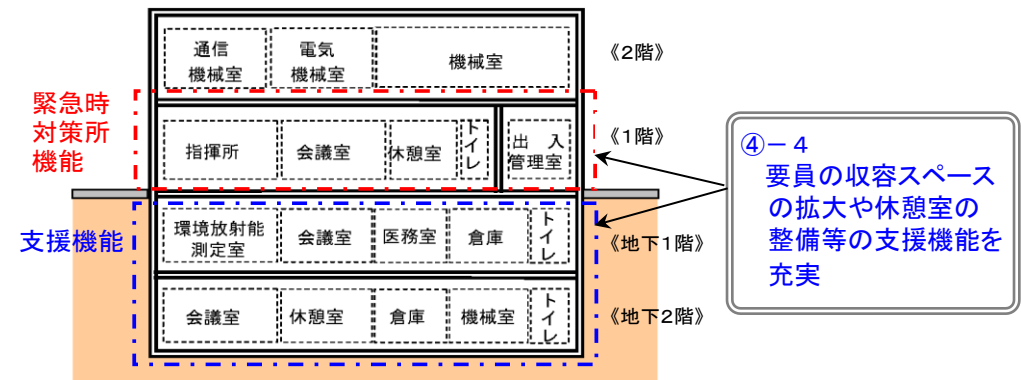 通信
機械室
電気
機械室
機械室
《2階》
緊急時
対策所
機能
指揮所
会議室
休憩室
トイレ
出 入
管理室
《1階》
支援機能
環境放射能
測定室
会議室
医務室
倉庫
トイレ
《地下1階》
会議室
休憩室
倉庫
機械室
トイレ
《地下2階》
④－4
要員の収容スペース
の拡大や休憩室の
整備等の支援機能を
充実